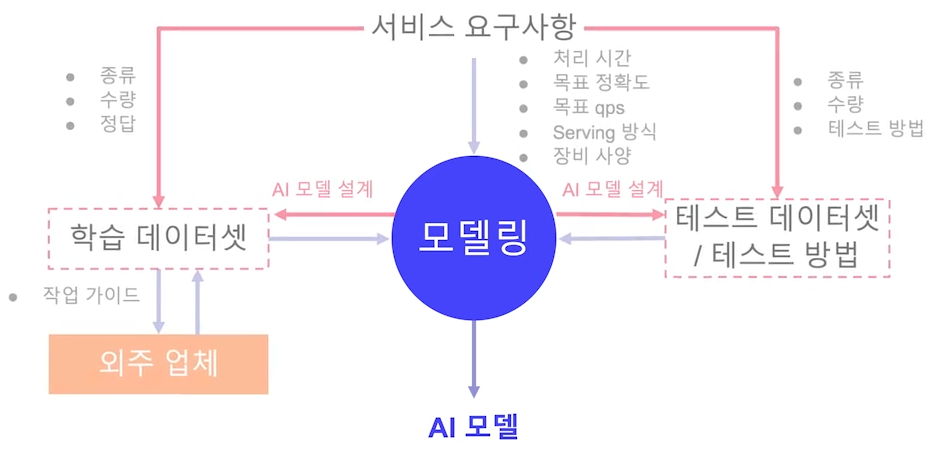 서비스 요구사항
● 종류
● 수량
● 정답
● 처리 시간
● 목표 정확도
● 목표 qps
● Serving 방식
● 장비 사양
● 종류
● 수량
● 테스트 방법
AI 모델 설계
AI 모델 설계
학습 데이터셋
모델링
테스트 데이터셋
/ 테스트 방법
● 작업 가이드
외주 업체
AI 모델